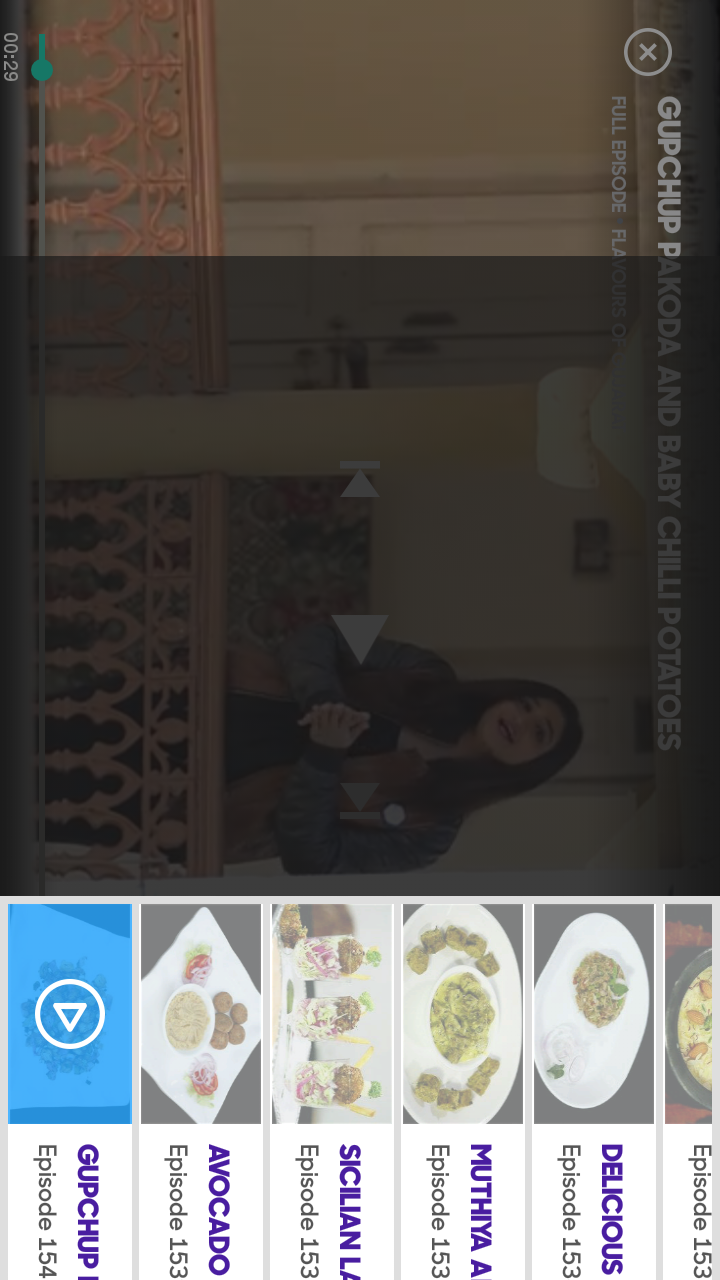 GUPCHUP PAKODA AND BABY CHILLI POTATOES
FULL EPISODE FLAVOURS OF
00:29
DELICIOUS
Episode 153
MUTHIYA A
Episode 153
SICILIAN LA
Episode 153
AVOCADO
Episode 153
GUPCHUP
Episode 154
Episode 153